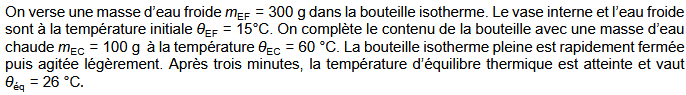 On verse une masse d'eau froide mEF = 300 g dans la bouteille isotherme. Le vase interne et l'eau froide
sont à la température initiale θEF = 15°C. On complète le contenu de la bouteille avec une masse d'eau
chaude mEC = 100 g à la température θEC = 60 °C. La bouteille isotherme pleine est rapidement fermée
puis agitée légèrement. Après trois minutes, la température d'équilibre thermique est atteinte et vaut
θéq = 26 °C.